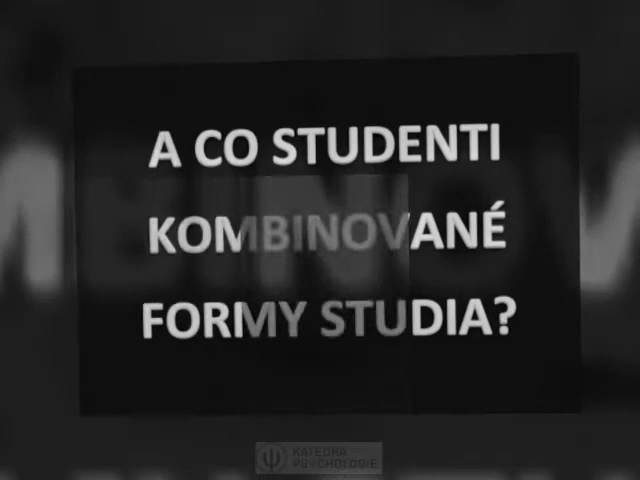 A CO STUDENTI
KOMBINOVANÉ
FORMY STUDIA?
KATEDRA
PSYCHOLOGIE